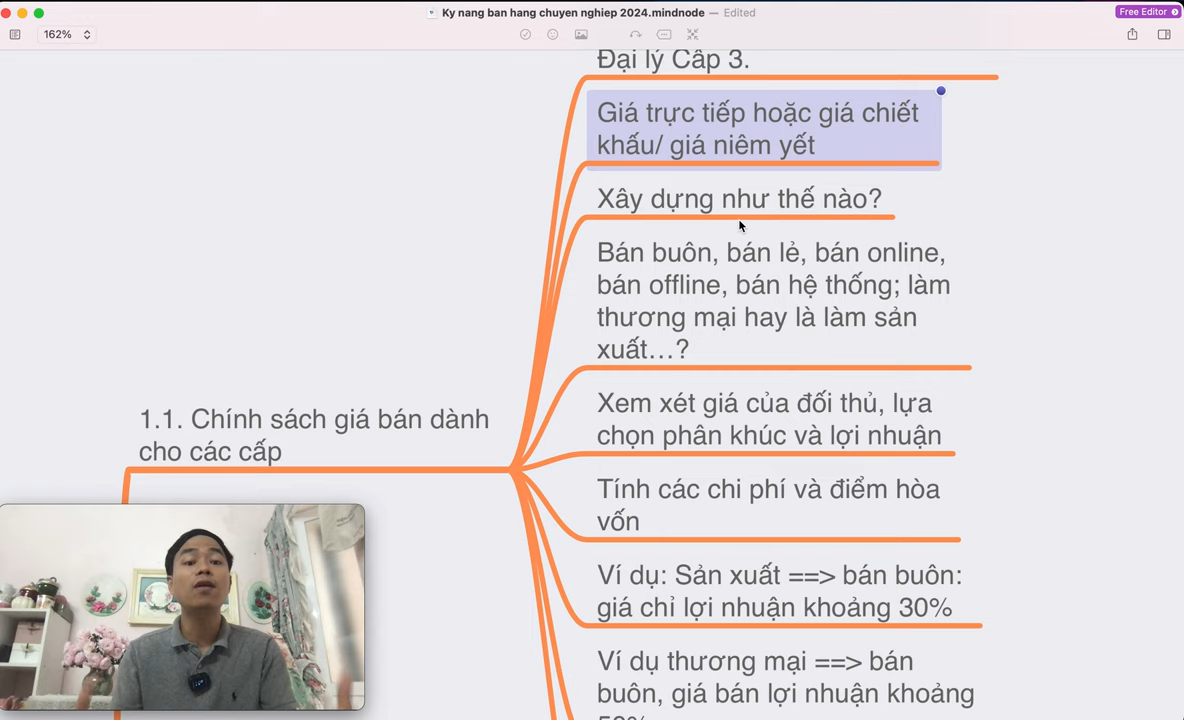 Ky nang ban hang chuyen nghiep 2024.mindnode — Edited
Free Editor
162%
Đại lý Cấp 3.
Giá trực tiếp hoặc giá chiết
khấu/ giá niêm yết
Xây dựng như thế nào?
Bán buôn, bán lẻ, bán online,
bán offline, bán hệ thống; làm
thương mại hay là làm sản
xuất…?
1.1. Chính sách giá bán dành
cho các cấp
Xem xét giá của đối thủ, lựa
chọn phân khúc và lợi nhuận
Tính các chi phí và điểm hòa
vốn
Ví dụ: Sản xuất ==> bán buôn:
giá chỉ lợi nhuận khoảng 30%
Ví dụ thương mại ==> bán
buôn, giá bán lợi nhuận khoảng